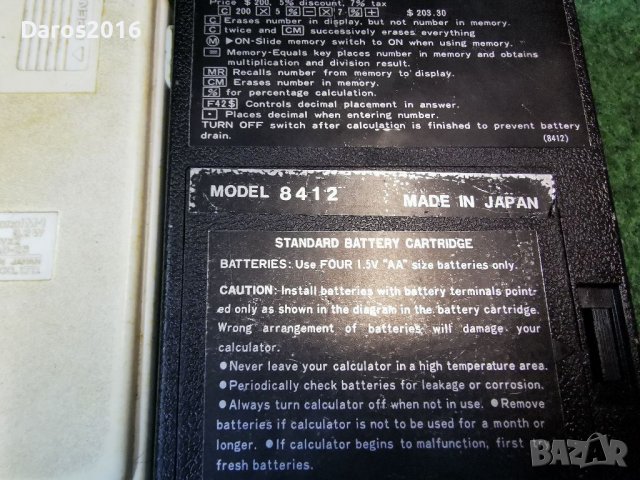 Daros2016
Price $ 200, 5% discount, 7% tax
C 200 × 5 % − × 7 % + $ 203.30
C Erases number in display, but not number in memory.
C twice and CM successively erases everything
M ▶ON-Slide memory switch to ON when using memory.
= Memory-Equals key places number in memory and obtains
multiplication and division result.
MR Recalls number from memory to display.
CM Erases number in memory.
% for percentage calculation.
F42$ Controls decimal placement in answer.
• Places decimal when entering number.
TURN OFF switch after calculation is finished to prevent battery
drain. (8412)
MODEL 8412 MADE IN JAPAN
STANDARD BATTERY CARTRIDGE
BATTERIES: Use FOUR 1.5V "AA" size batteries only.
CAUTION: Install batteries with battery terminals point-
ed only as shown in the diagram in the battery cartridge.
Wrong arrangement of batteries will damage your
calculator.
●Never leave your calculator in a high temperature area.
●Periodically check batteries for leakage or corrosion.
●Always turn calculator off when not in use. ●Remove
batteries if calculator is not to be used for a month or
longer. ●If calculator begins to malfunction, first
fresh batteries.
BAZAR